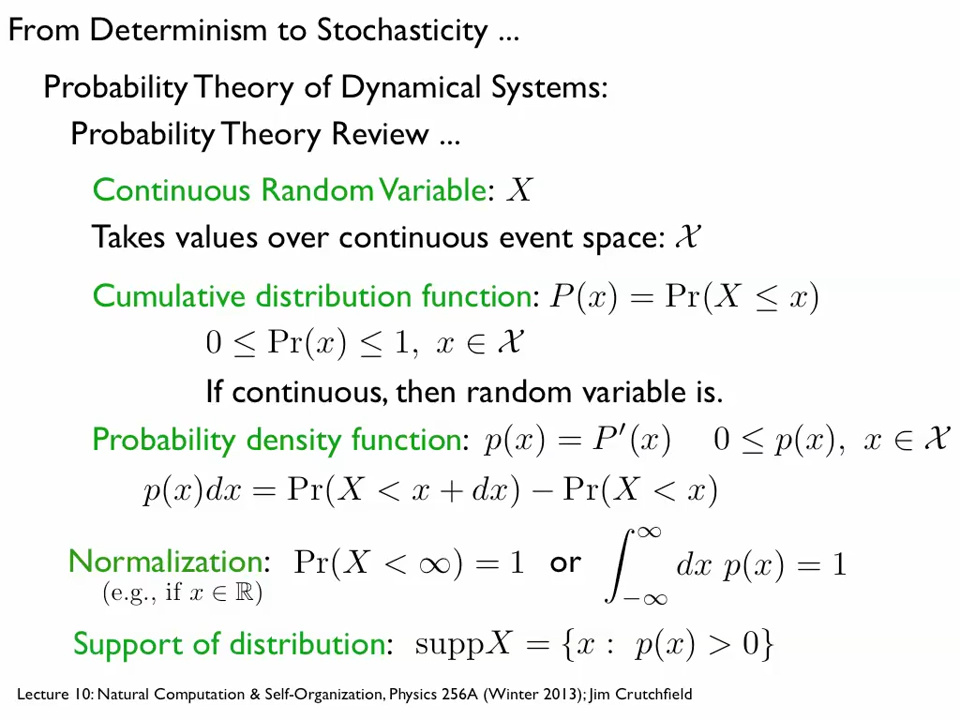 From Determinism to Stochasticity ...
Probability Theory of Dynamical Systems:
Probability Theory Review ...
Continuous Random Variable: X
Takes values over continuous event space: 𝒳
Cumulative distribution function: P(x) = Pr(X ≤ x)
0 ≤ Pr(x) ≤ 1, x ∈ 𝒳
If continuous, then random variable is.
Probability density function: p(x) = P′(x) 0 ≤ p(x), x ∈ 𝒳
p(x)dx = Pr(X < x + dx) − Pr(X < x)
Normalization: Pr(X < ∞) = 1 or ∫_{−∞}^{∞} dx p(x) = 1
(e.g., if x ∈ ℝ)
Support of distribution: suppX = {x : p(x) > 0}
Lecture 10: Natural Computation & Self-Organization, Physics 256A (Winter 2013); Jim Crutchfield